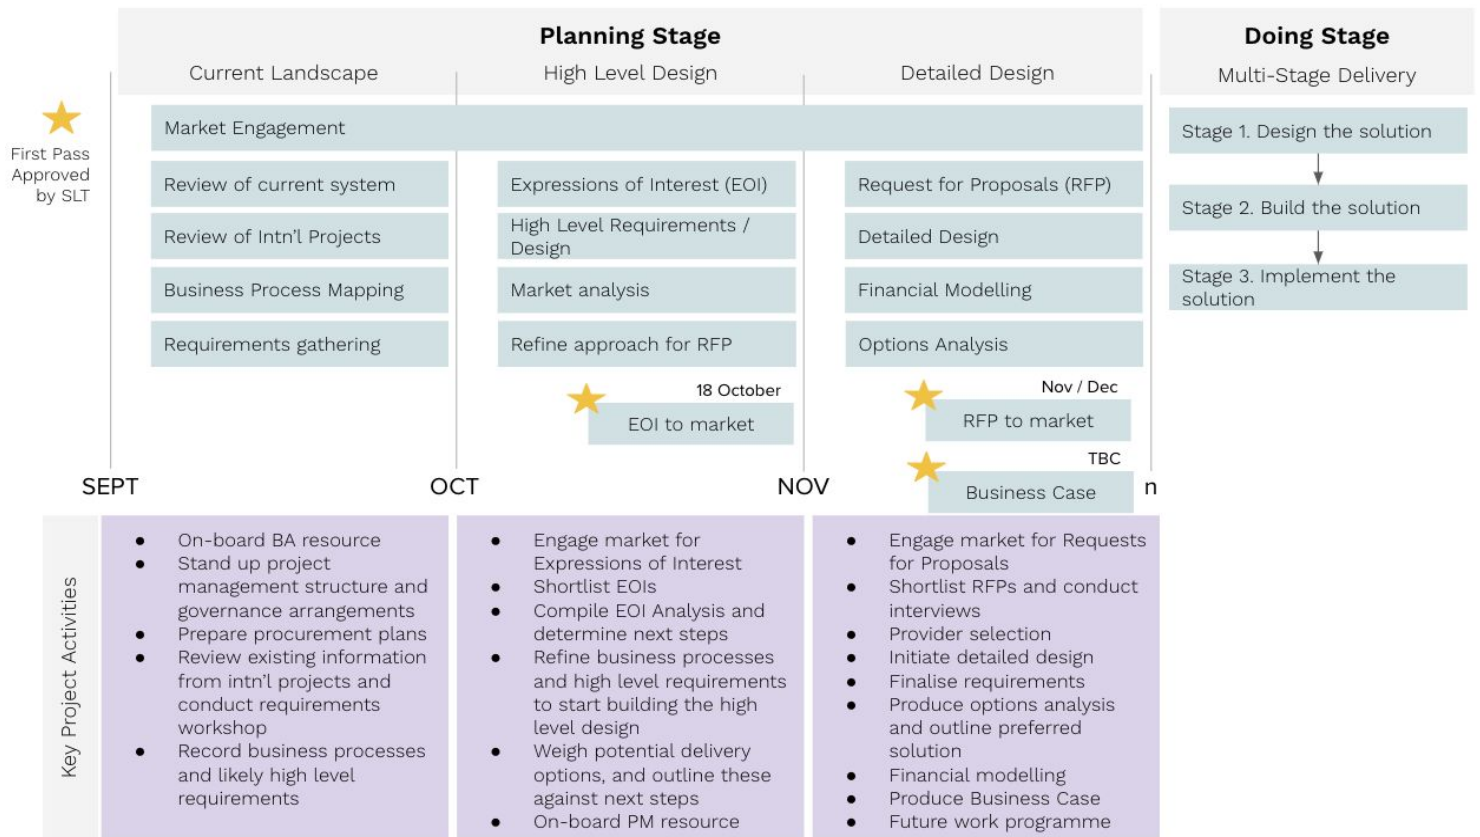 Planning Stage
Doing Stage
Current Landscape
High Level Design
Detailed Design
Multi-Stage Delivery
First Pass
Approved
by SLT
Market Engagement
Review of current system
Review of Intn'l Projects
Business Process Mapping
Requirements gathering
Expressions of Interest (EOI)
High Level Requirements /
Design
Market analysis
Refine approach for RFP
18 October
EOI to market
Request for Proposals (RFP)
Detailed Design
Financial Modelling
Options Analysis
Nov / Dec
RFP to market
TBC
Business Case
Stage 1. Design the solution
Stage 2. Build the solution
Stage 3. Implement the
solution
SEPT
OCT
NOV
n
Key Project Activities
● On-board BA resource
● Stand up project
management structure and
governance arrangements
● Prepare procurement plans
● Review existing information
from intn'l projects and
conduct requirements
workshop
● Record business processes
and likely high level
requirements
● Engage market for
Expressions of Interest
● Shortlist EOIs
● Compile EOI Analysis and
determine next steps
● Refine business processes
and high level requirements
to start building the high
level design
● Weigh potential delivery
options, and outline these
against next steps
● On-board PM resource
● Engage market for Requests
for Proposals
● Shortlist RFPs and conduct
interviews
● Provider selection
● Initiate detailed design
● Finalise requirements
● Produce options analysis
and outline preferred
solution
● Financial modelling
● Produce Business Case
● Future work programme